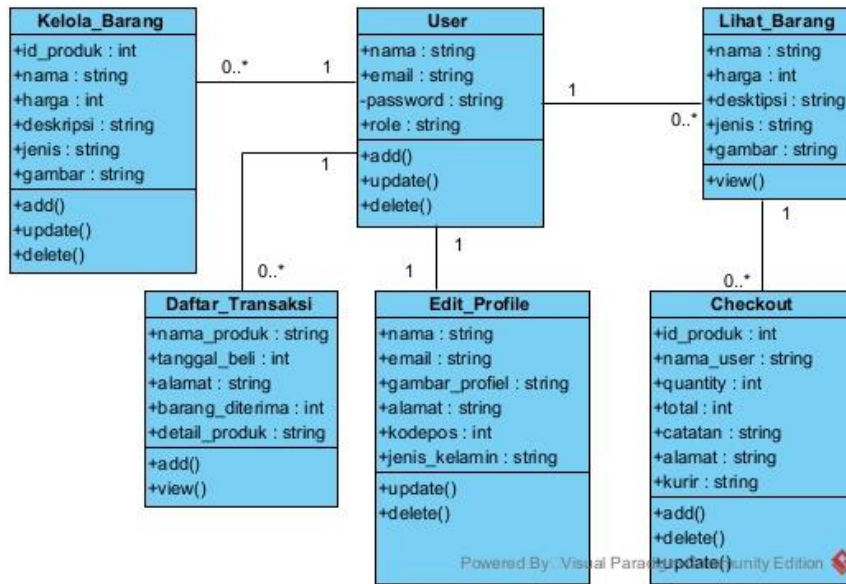 Kelola_Barang
+id_produk : int
+nama : string
+harga : int
+deskripsi : string
+jenis : string
+gambar : string
+add()
+update()
+delete()
0..*
1
User
+nama : string
+email : string
-password : string
+role : string
+add()
+update()
+delete()
1
0..*
Lihat_Barang
+nama : string
+harga : int
+desktipsi : string
+jenis : string
+gambar : string
+view()
1
0..*
1
1
1
0..*
Daftar_Transaksi
+nama_produk : string
+tanggal_beli : int
+alamat : string
+barang_diterima : int
+detail_produk : string
+add()
+view()
Edit_Profile
+nama : string
+email : string
+gambar_profiel : string
+alamat : string
+kodepos : int
+jenis_kelamin : string
+update()
+delete()
Checkout
+id_produk : int
+nama_user : string
+quantity : int
+total : int
+catatan : string
+alamat : string
+kurir : string
+add()
+delete()
+update()
Powered By Visual Paradigm Community Edition